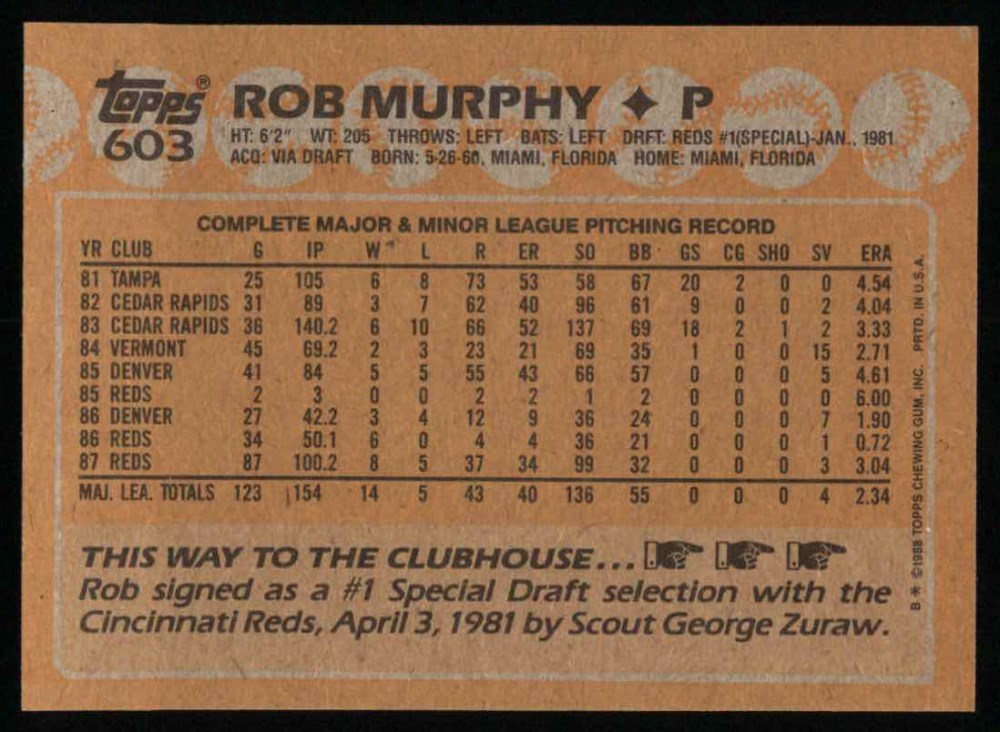 topps®
603
ROB MURPHY ✦ P
HT: 6'2" WT: 205 THROWS: LEFT BATS: LEFT DRFT: REDS #1(SPECIAL)-JAN., 1981
ACQ: VIA DRAFT BORN: 5-26-60, MIAMI, FLORIDA HOME: MIAMI, FLORIDA
COMPLETE MAJOR & MINOR LEAGUE PITCHING RECORD
YR CLUB G IP W L R ER SO BB GS CG SHO SV ERA
81 TAMPA 25 105 6 8 73 53 58 67 20 2 0 0 4.54
82 CEDAR RAPIDS 31 89 3 7 62 40 96 61 9 0 0 2 4.04
83 CEDAR RAPIDS 36 140.2 6 10 66 52 137 69 18 2 1 2 3.33
84 VERMONT 45 69.2 2 3 23 21 69 35 1 0 0 15 2.71
85 DENVER 41 84 5 5 55 43 66 57 0 0 0 5 4.61
85 REDS 2 3 0 0 2 2 1 2 0 0 0 0 6.00
86 DENVER 27 42.2 3 4 12 9 36 24 0 0 0 7 1.90
86 REDS 34 50.1 6 0 4 4 36 21 0 0 0 1 0.72
87 REDS 87 100.2 8 5 37 34 99 32 0 0 0 3 3.04
MAJ. LEA. TOTALS 123 154 14 5 43 40 136 55 0 0 0 4 2.34
THIS WAY TO THE CLUBHOUSE...
Rob signed as a #1 Special Draft selection with the
Cincinnati Reds, April 3, 1981 by Scout George Zuraw.
B * ©1988 TOPPS CHEWING GUM, INC. PRTD. IN U.S.A.